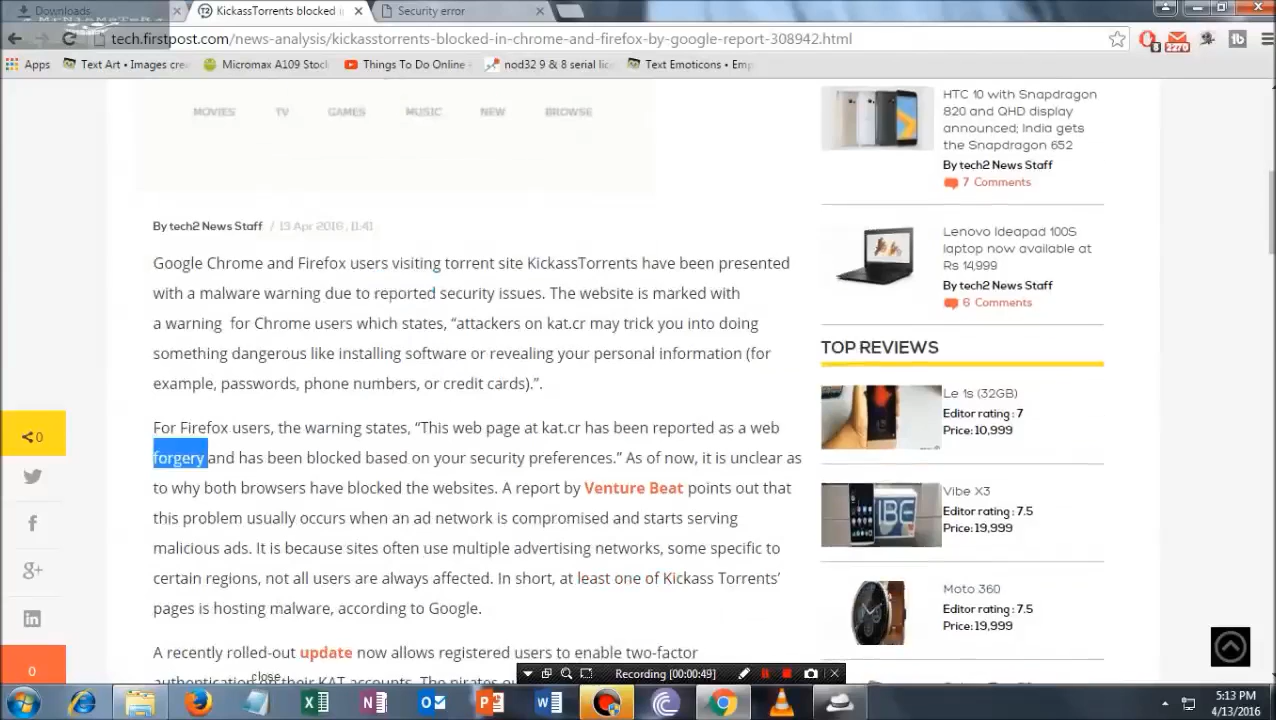 Downloads
KickassTorrents blocked in
Security error
tech.firstpost.com/news-analysis/kickasstorrents-blocked-in-chrome-and-firefox-by-google-report-308942.html
8
2270
Apps
Text Art • Images crea
Micromax A109 Stock
Things To Do Online
nod32 9 & 8 serial lic
Text Emoticons • Emp
MOVIES TV GAMES MUSIC NEW BROWSE
By tech2 News Staff / 13 Apr 2016 , 11:41
Google Chrome and Firefox users visiting torrent site KickassTorrents have been presented
with a malware warning due to reported security issues. The website is marked with
a warning for Chrome users which states, “attackers on kat.cr may trick you into doing
something dangerous like installing software or revealing your personal information (for
example, passwords, phone numbers, or credit cards).”.
For Firefox users, the warning states, “This web page at kat.cr has been reported as a web
forgery and has been blocked based on your security preferences.” As of now, it is unclear as
to why both browsers have blocked the websites. A report by Venture Beat points out that
this problem usually occurs when an ad network is compromised and starts serving
malicious ads. It is because sites often use multiple advertising networks, some specific to
certain regions, not all users are always affected. In short, at least one of Kickass Torrents’
pages is hosting malware, according to Google.
A recently rolled-out update now allows registered users to enable two-factor
authentication on their KAT accounts. The pirates
0
0
HTC 10 with Snapdragon
820 and QHD display
announced; India gets
the Snapdragon 652
By tech2 News Staff
7 Comments
Lenovo Ideapad 100S
laptop now available at
Rs 14,999
By tech2 News Staff
6 Comments
TOP REVIEWS
Le 1s (32GB)
Editor rating : 7
Price: 10,999
Vibe X3
Editor rating : 7.5
Price: 19,999
Moto 360
Editor rating : 7.5
Price: 19,999
close
Recording [00:00:49]
5:13 PM
4/13/2016